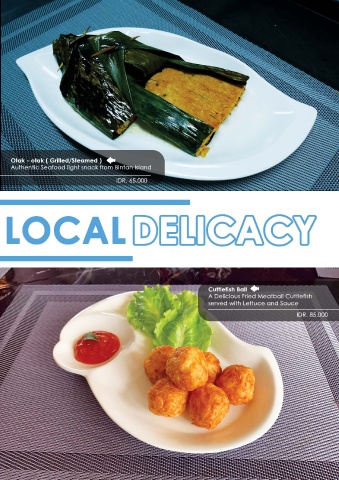 Otak - otak ( Grilled/Steamed )
Authentic Seafood light snack from Bintan Island
IDR. 65.000
LOCAL DELICACY
Cuttlefish Ball
A Delicious Fried Meatball Cuttlefish
served with Lettuce and Sauce
IDR. 85.000